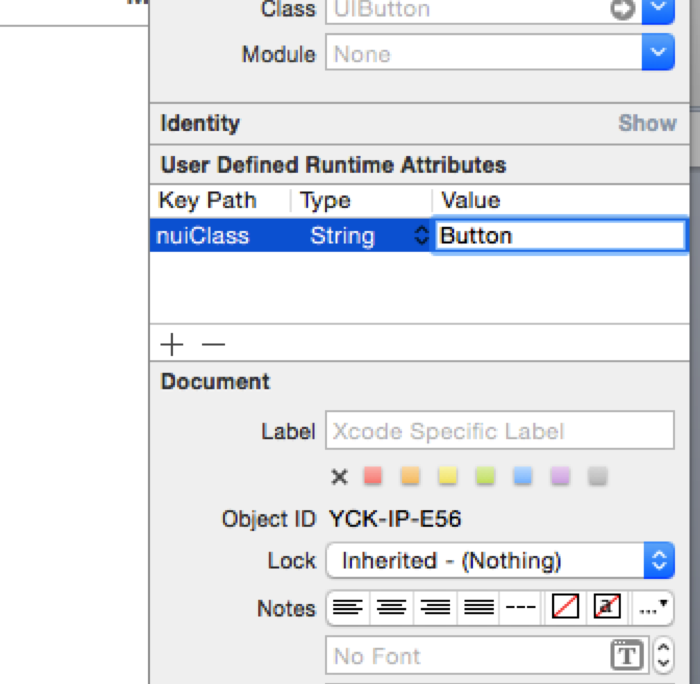 Class UIButton
Module None
Identity Show
User Defined Runtime Attributes
Key Path Type Value
nuiClass String Button
Document
Label Xcode Specific Label
Object ID YCK-IP-E56
Lock Inherited - (Nothing)
Notes a ...
No Font T